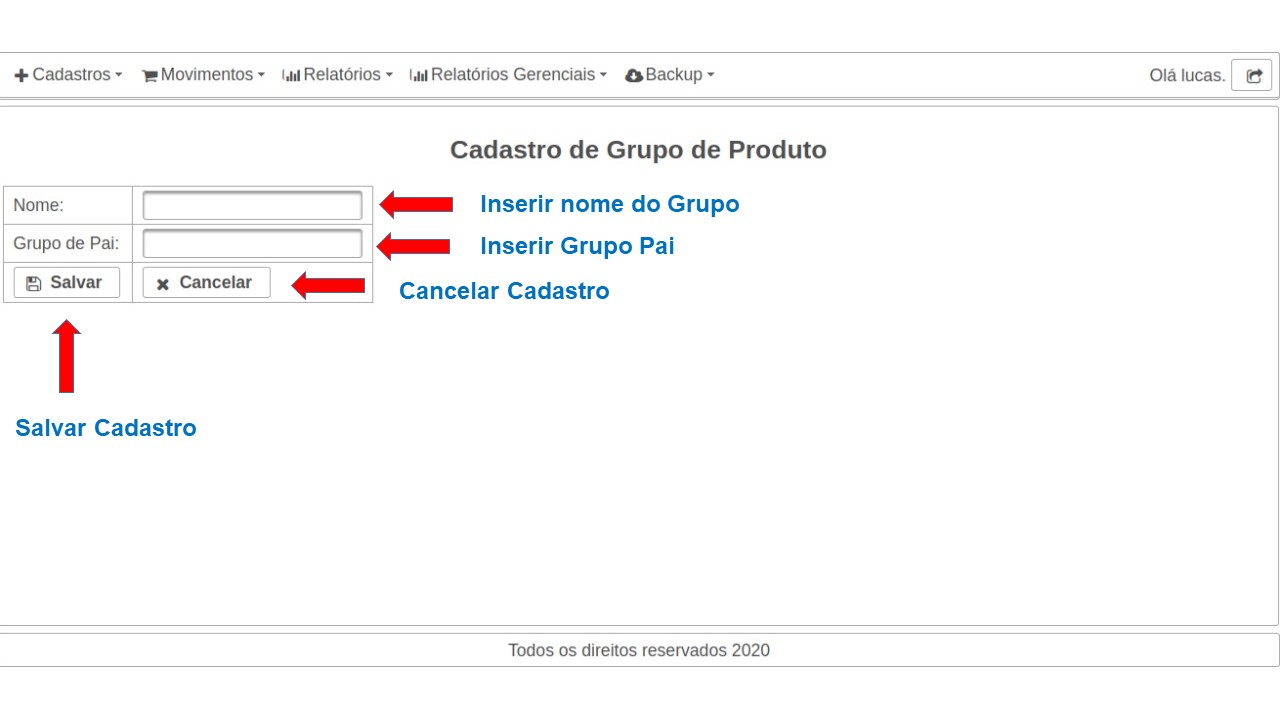 Cadastros Movimentos Relatórios Relatórios Gerenciais Backup Olá lucas.
Cadastro de Grupo de Produto
Nome: Inserir nome do Grupo
Grupo de Pai: Inserir Grupo Pai
Salvar Cancelar Cancelar Cadastro
Salvar Cadastro
Todos os direitos reservados 2020